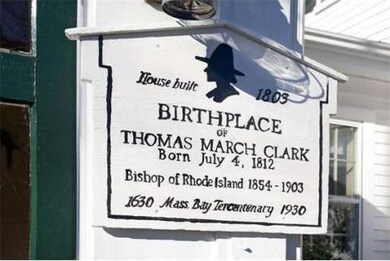 House built 1803
BIRTHPLACE
OF
THOMAS MARCH CLARK
Born July 4, 1812
Bishop of Rhode Island 1854 - 1903
1630 Mass. Bay Tercentenary 1930